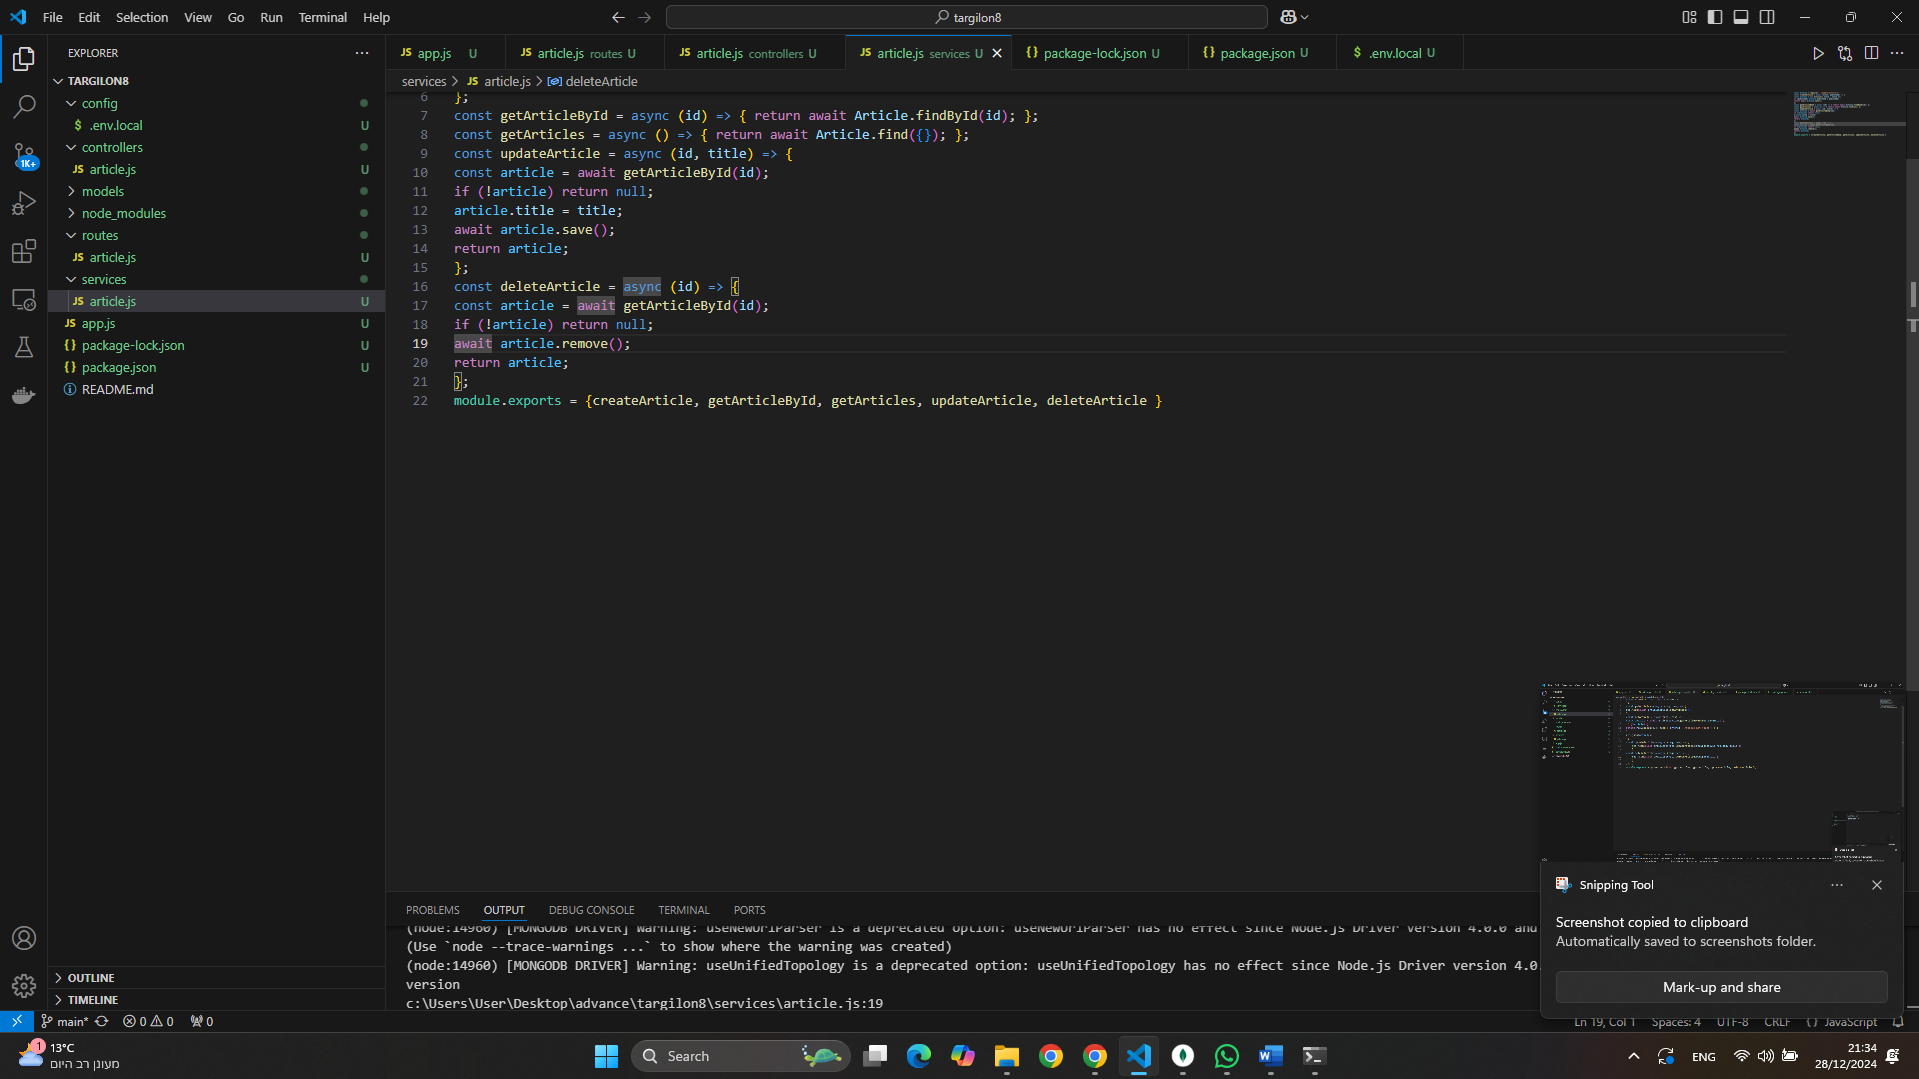 File Edit Selection View Go Run Terminal Help
targilon8
EXPLORER
TARGILON8
config
.env.local U
controllers
JS article.js U
models
node_modules
routes
JS article.js U
services
JS article.js U
JS app.js U
package-lock.json U
package.json U
README.md
1K+
OUTLINE
TIMELINE
JS app.js U
JS article.js routes U
JS article.js controllers U
JS article.js services U
{} package-lock.json U
{} package.json U
$ .env.local U
services > JS article.js > deleteArticle
6 };
7 const getArticleById = async (id) => { return await Article.findById(id); };
8 const getArticles = async () => { return await Article.find({}); };
9 const updateArticle = async (id, title) => {
10 const article = await getArticleById(id);
11 if (!article) return null;
12 article.title = title;
13 await article.save();
14 return article;
15 };
16 const deleteArticle = async (id) => {
17 const article = await getArticleById(id);
18 if (!article) return null;
19 await article.remove();
20 return article;
21 };
22 module.exports = {createArticle, getArticleById, getArticles, updateArticle, deleteArticle }
PROBLEMS OUTPUT DEBUG CONSOLE TERMINAL PORTS
(node:14960) [MONGODB DRIVER] Warning: useNewUrlParser is a deprecated option: useNewUrlParser has no effect since Node.js Driver version 4.0.0 and
(Use `node --trace-warnings ...` to show where the warning was created)
(node:14960) [MONGODB DRIVER] Warning: useUnifiedTopology is a deprecated option: useUnifiedTopology has no effect since Node.js Driver version 4.0.
version
c:\Users\User\Desktop\advance\targilon8\services\article.js:19
Snipping Tool
Screenshot copied to clipboard
Automatically saved to screenshots folder.
Mark-up and share
main* 0 0 0
Ln 19, Col 1 Spaces: 4 UTF-8 CRLF {} JavaScript
1
13°C
מעונן רב היום
Search
ENG
21:34
28/12/2024